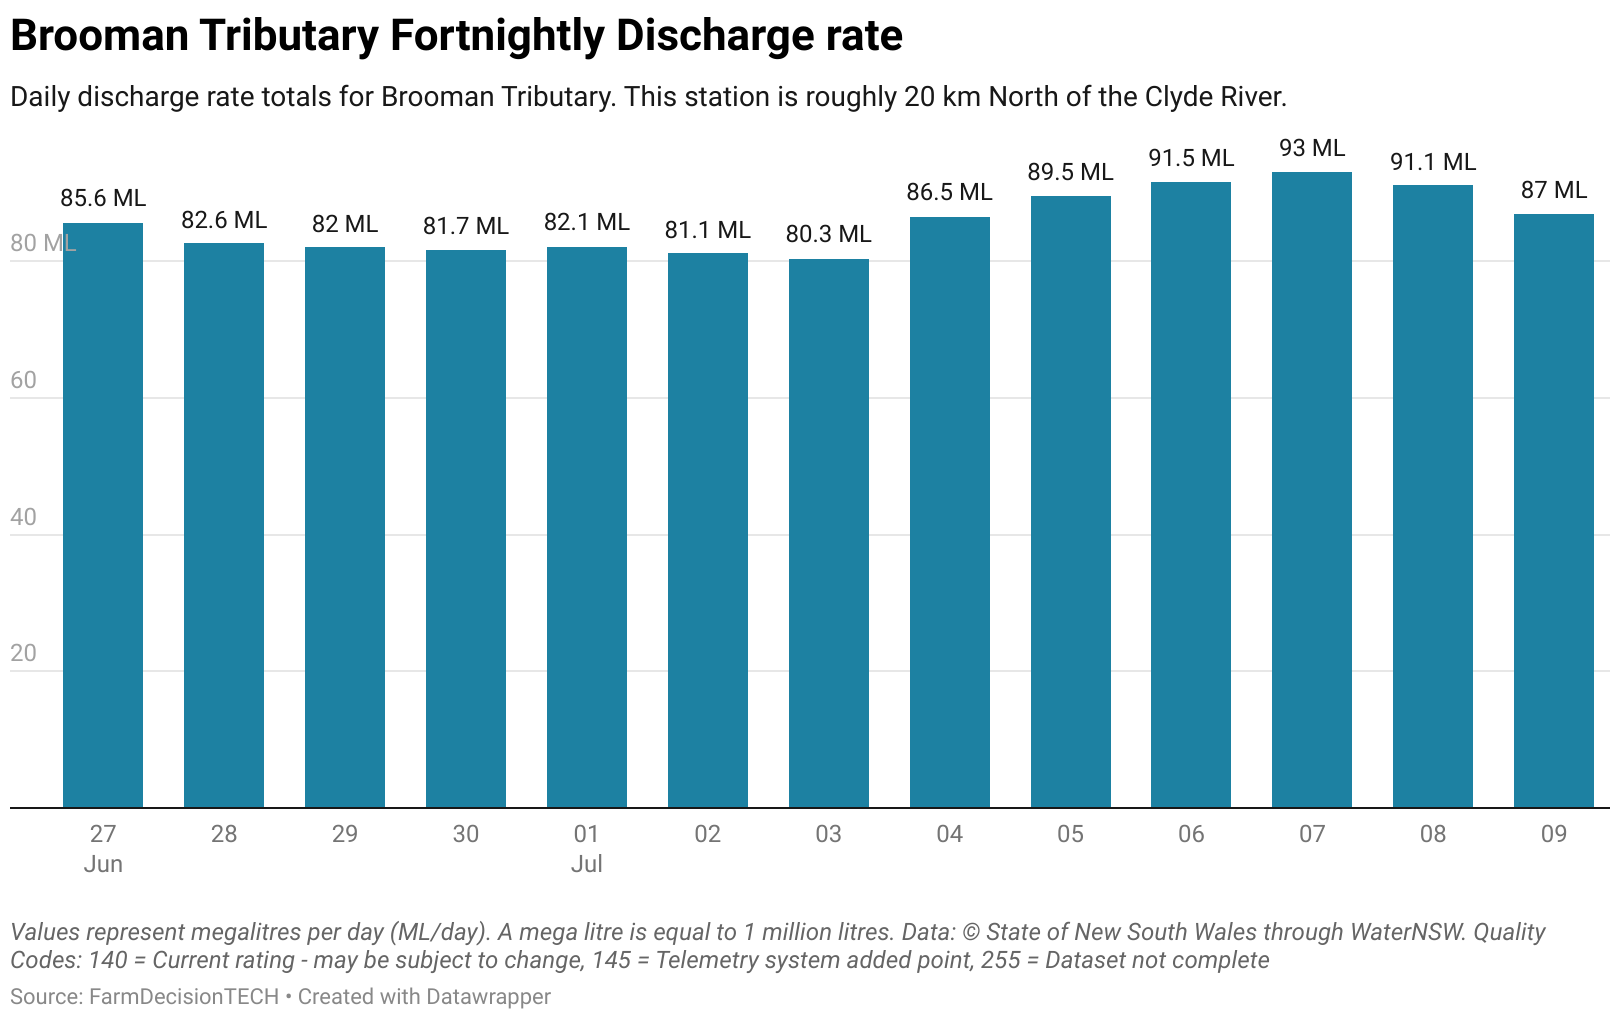 Brooman Tributary Fortnightly Discharge rate
Daily discharge rate totals for Brooman Tributary. This station is roughly 20 km North of the Clyde River.
85.6 ML
82.6 ML
82 ML
81.7 ML
82.1 ML
81.1 ML
80.3 ML
86.5 ML
89.5 ML
91.5 ML
93 ML
91.1 ML
87 ML
80 ML
60
40
20
27 28 29 30 01 02 03 04 05 06 07 08 09
Jun Jul
Values represent megalitres per day (ML/day). A mega litre is equal to 1 million litres. Data: © State of New South Wales through WaterNSW. Quality
Codes: 140 = Current rating - may be subject to change, 145 = Telemetry system added point, 255 = Dataset not complete
Source: FarmDecisionTECH • Created with Datawrapper